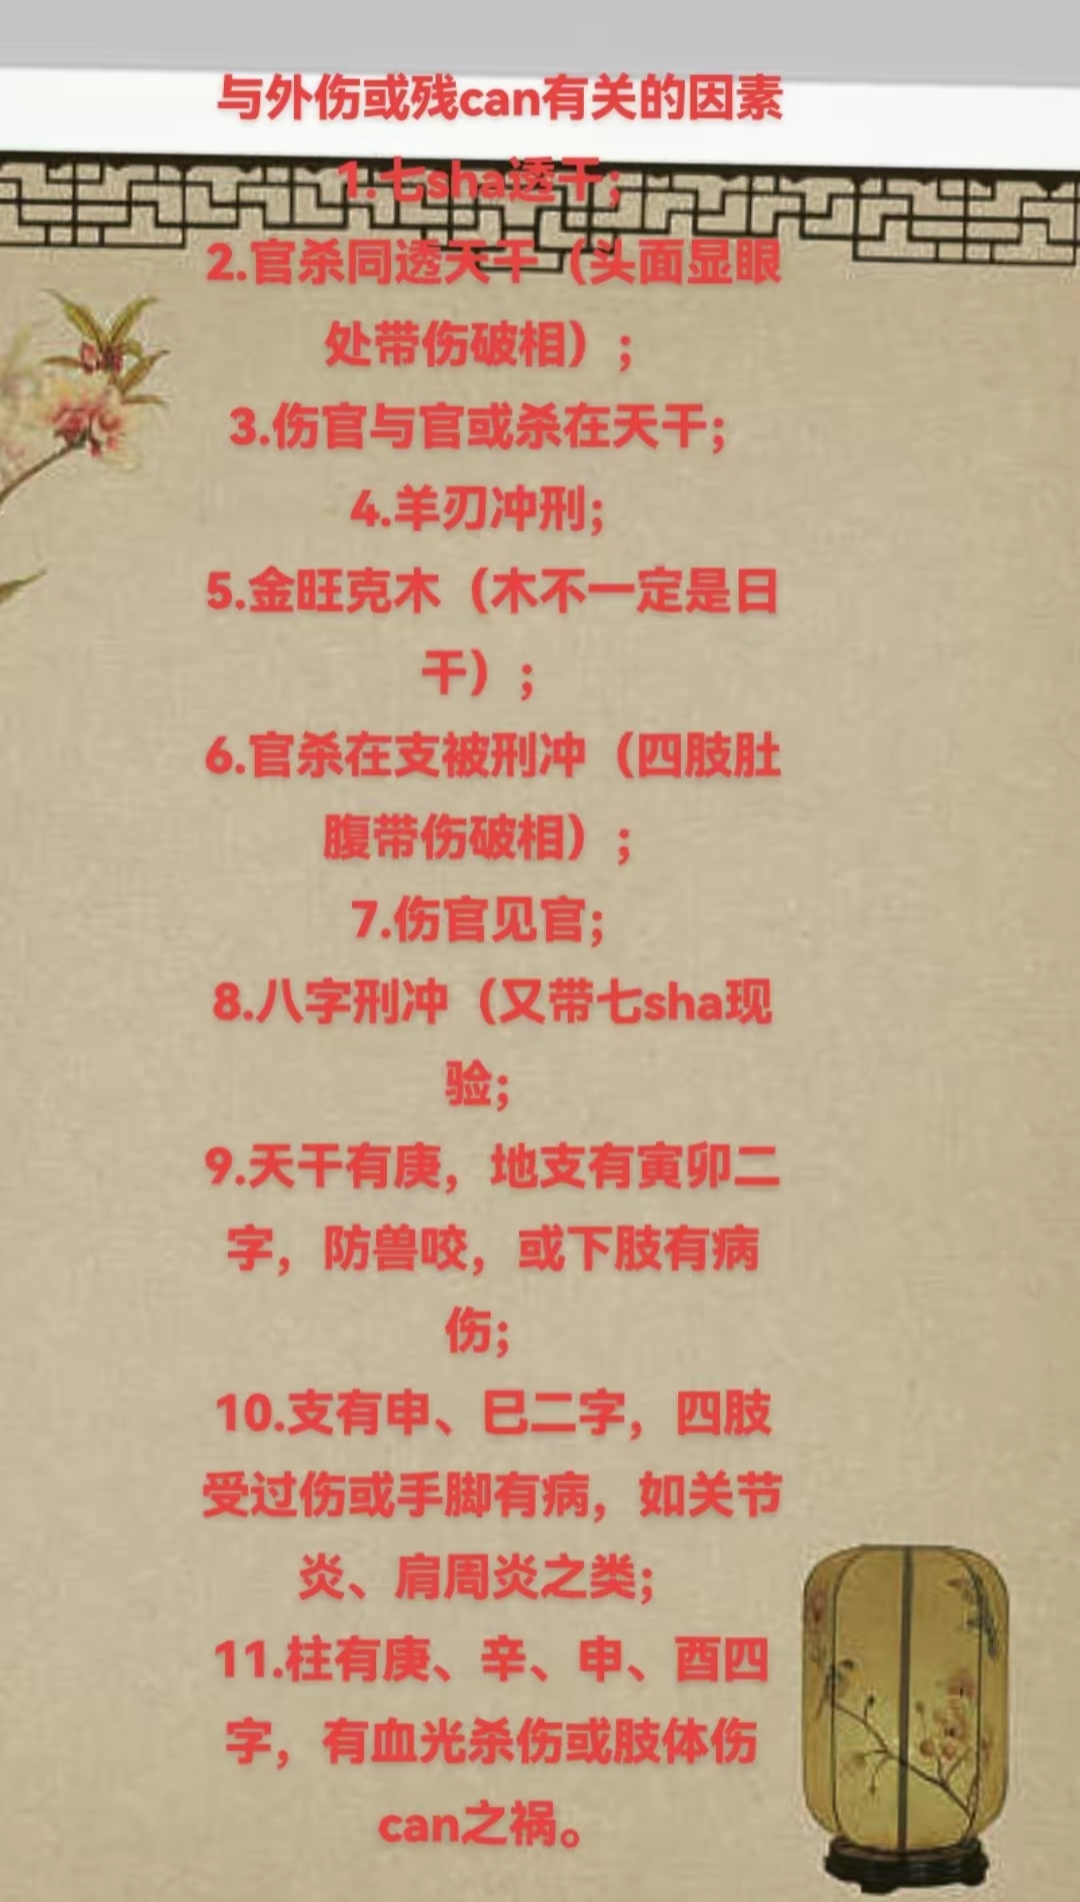 与外伤或残can有关的因素
1.七sha透干;
2.官杀同透天干（头面显眼
处带伤破相）;
3.伤官与官或杀在天干;
4.羊刃冲刑;
5.金旺克木（木不一定是日
干）;
6.官杀在支被刑冲（四肢肚
腹带伤破相）;
7.伤官见官;
8.八字刑冲（又带七sha现
验;
9.天干有庚，地支有寅卯二
字，防兽咬，或下肢有病
伤;
10.支有申、巳二字，四肢
受过伤或手脚有病，如关节
炎、肩周炎之类;
11.柱有庚、辛、申、酉四
字，有血光杀伤或肢体伤
can之祸。